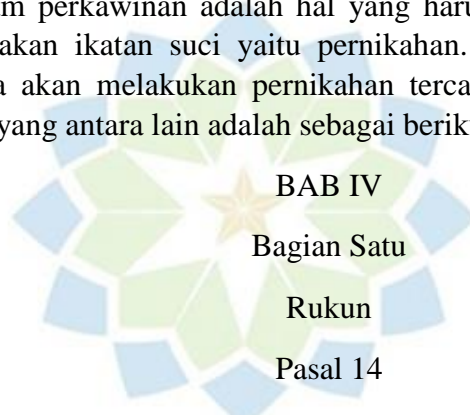 perkawinan adalah hal yang haru
akan ikatan suci yaitu pernikahan.
akan melakukan pernikahan terca
yang antara lain adalah sebagai berik
BAB IV
Bagian Satu
Rukun
Pasal 14